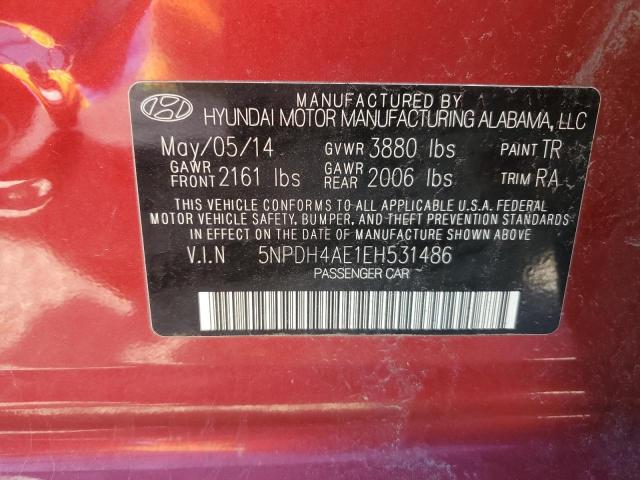 MANUFACTURED BY
HYUNDAI MOTOR MANUFACTURING ALABAMA, LLC
May/05/14 GVWR 3880 lbs PAINT TR
GAWR FRONT 2161 lbs GAWR REAR 2006 lbs TRIM RA
THIS VEHICLE CONFORMS TO ALL APPLICABLE U.S.A. FEDERAL
MOTOR VEHICLE SAFETY, BUMPER, AND THEFT PREVENTION STANDARDS
IN EFFECT ON THE DATE OF MANUFACTURE SHOWN ABOVE.
V.I.N 5NPDH4AE1EH531486
PASSENGER CAR